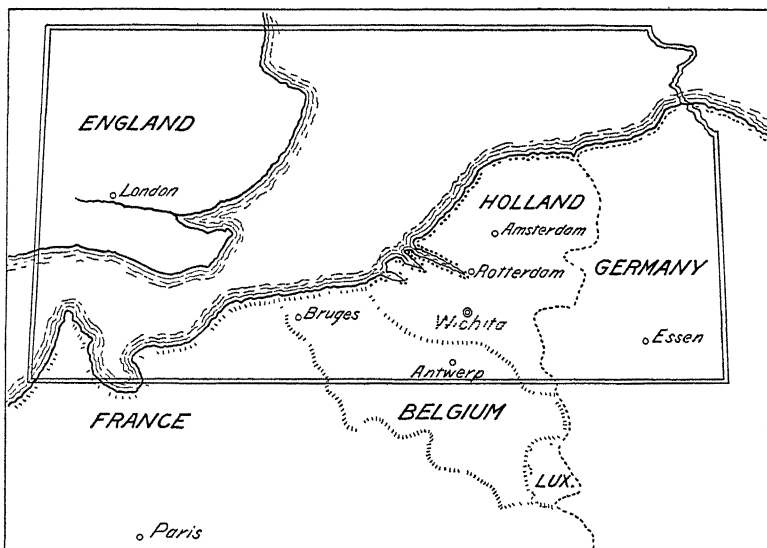 ENGLAND
London
HOLLAND
Amsterdam
Rotterdam
GERMANY
Bruges
Wichita
Essen
Antwerp
FRANCE
BELGIUM
LUX.
Paris